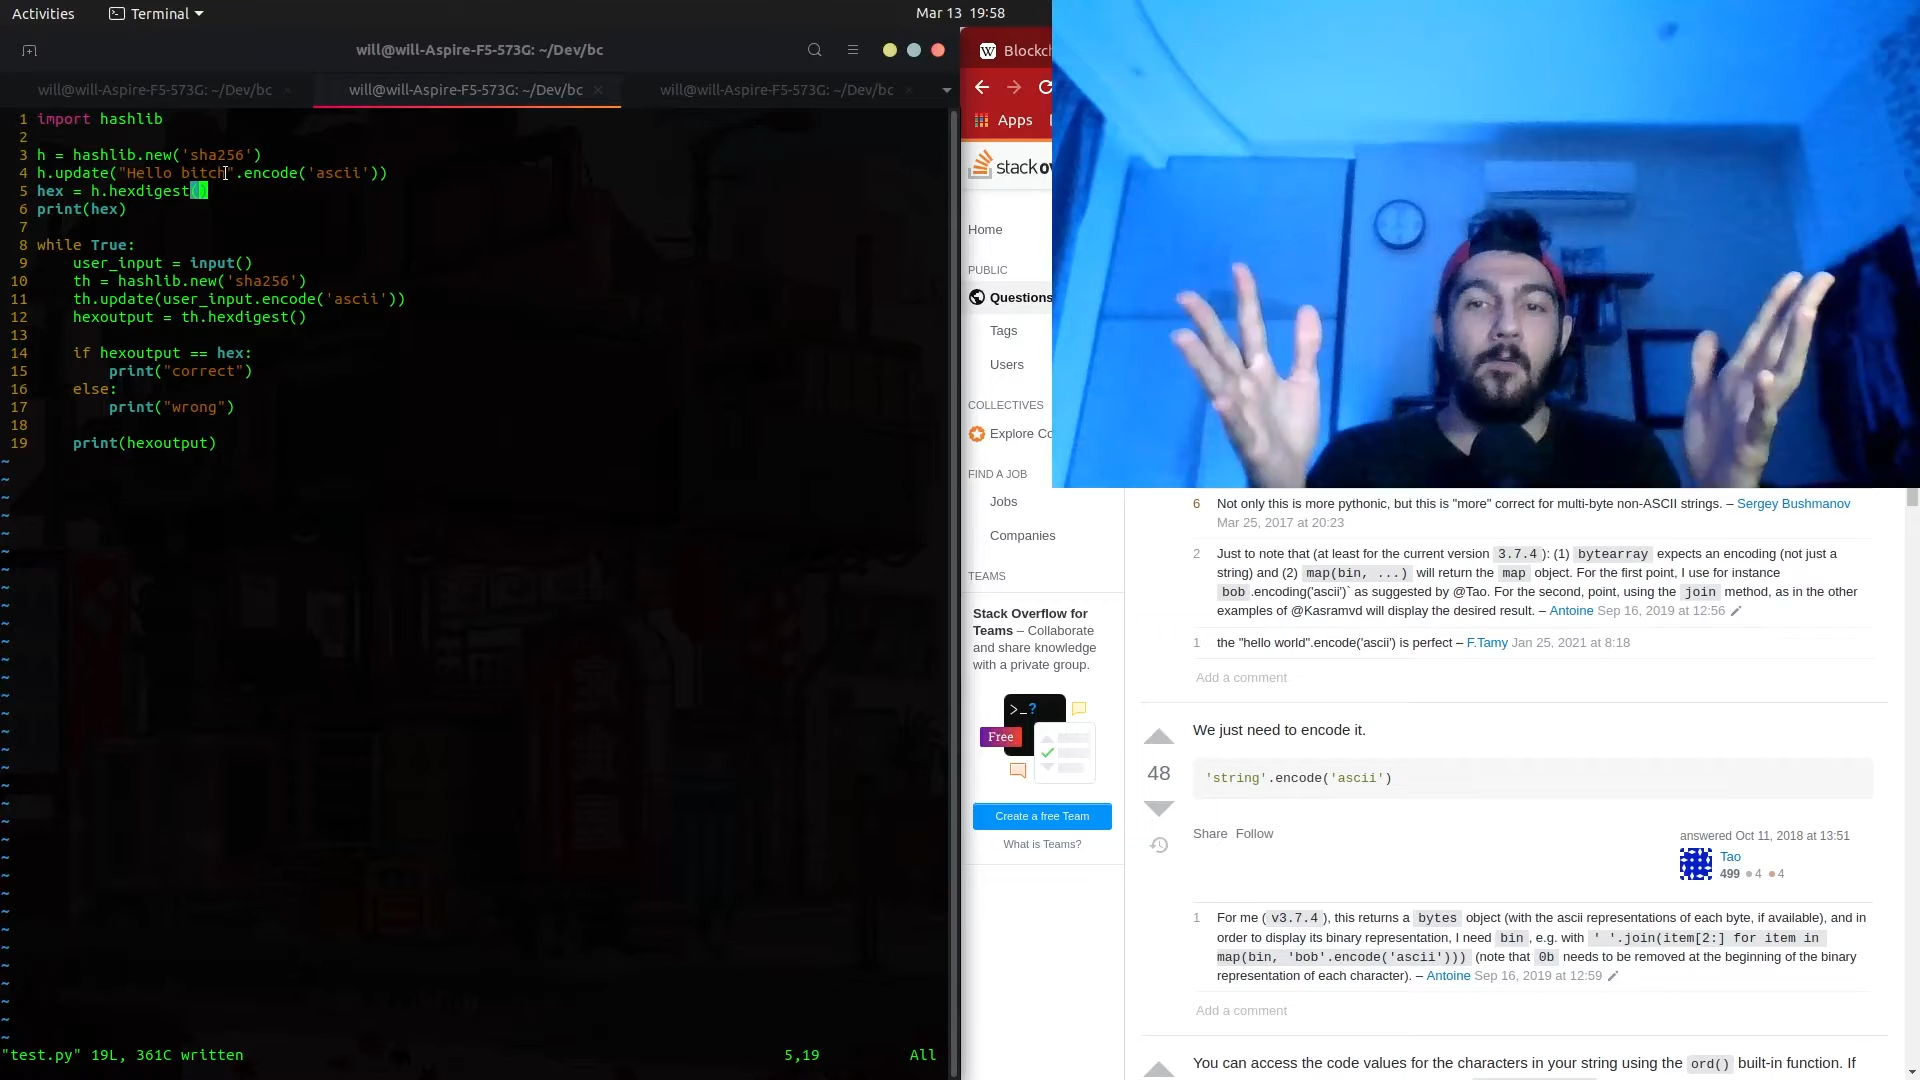 Activities
Terminal
Mar 13 19:58
will@will-Aspire-F5-573G: ~/Dev/bc
will@will-Aspire-F5-573G: ~/Dev/bc
will@will-Aspire-F5-573G: ~/Dev/bc
will@will-Aspire-F5-573G: ~/Dev/bc
1 import hashlib
2
3 h = hashlib.new('sha256')
4 h.update("Hello bitch".encode('ascii'))
5 hex = h.hexdigest()
6 print(hex)
7
8 while True:
9     user_input = input()
10     th = hashlib.new('sha256')
11     th.update(user_input.encode('ascii'))
12     hexoutput = th.hexdigest()
13
14     if hexoutput == hex:
15         print("correct")
16     else:
17         print("wrong")
18
19     print(hexoutput)
"test.py" 19L, 361C written
5,19
All
W Blockch
Apps
stack ov
Home
PUBLIC
Questions
Tags
Users
COLLECTIVES
Explore Co
FIND A JOB
Jobs
Companies
TEAMS
Stack Overflow for
Teams – Collaborate
and share knowledge
with a private group.
>_?
Free
Create a free Team
What is Teams?
6 Not only this is more pythonic, but this is "more" correct for multi-byte non-ASCII strings. – Sergey Bushmanov
Mar 25, 2017 at 20:23
2 Just to note that (at least for the current version 3.7.4): (1) bytearray expects an encoding (not just a
string) and (2) map(bin, ...) will return the map object. For the first point, I use for instance
bob.encoding('ascii')` as suggested by @Tao. For the second, point, using the join method, as in the other
examples of @Kasramvd will display the desired result. – Antoine Sep 16, 2019 at 12:56
1 the "hello world".encode('ascii') is perfect – F.Tamy Jan 25, 2021 at 8:18
Add a comment
We just need to encode it.
48
'string'.encode('ascii')
Share Follow
answered Oct 11, 2018 at 13:51
Tao
499 4 4
1 For me (v3.7.4), this returns a bytes object (with the ascii representations of each byte, if available), and in
order to display its binary representation, I need bin, e.g. with ' '.join(item[2:] for item in
map(bin, 'bob'.encode('ascii'))) (note that 0b needs to be removed at the beginning of the binary
representation of each character). – Antoine Sep 16, 2019 at 12:59
Add a comment
You can access the code values for the characters in your string using the ord() built-in function. If